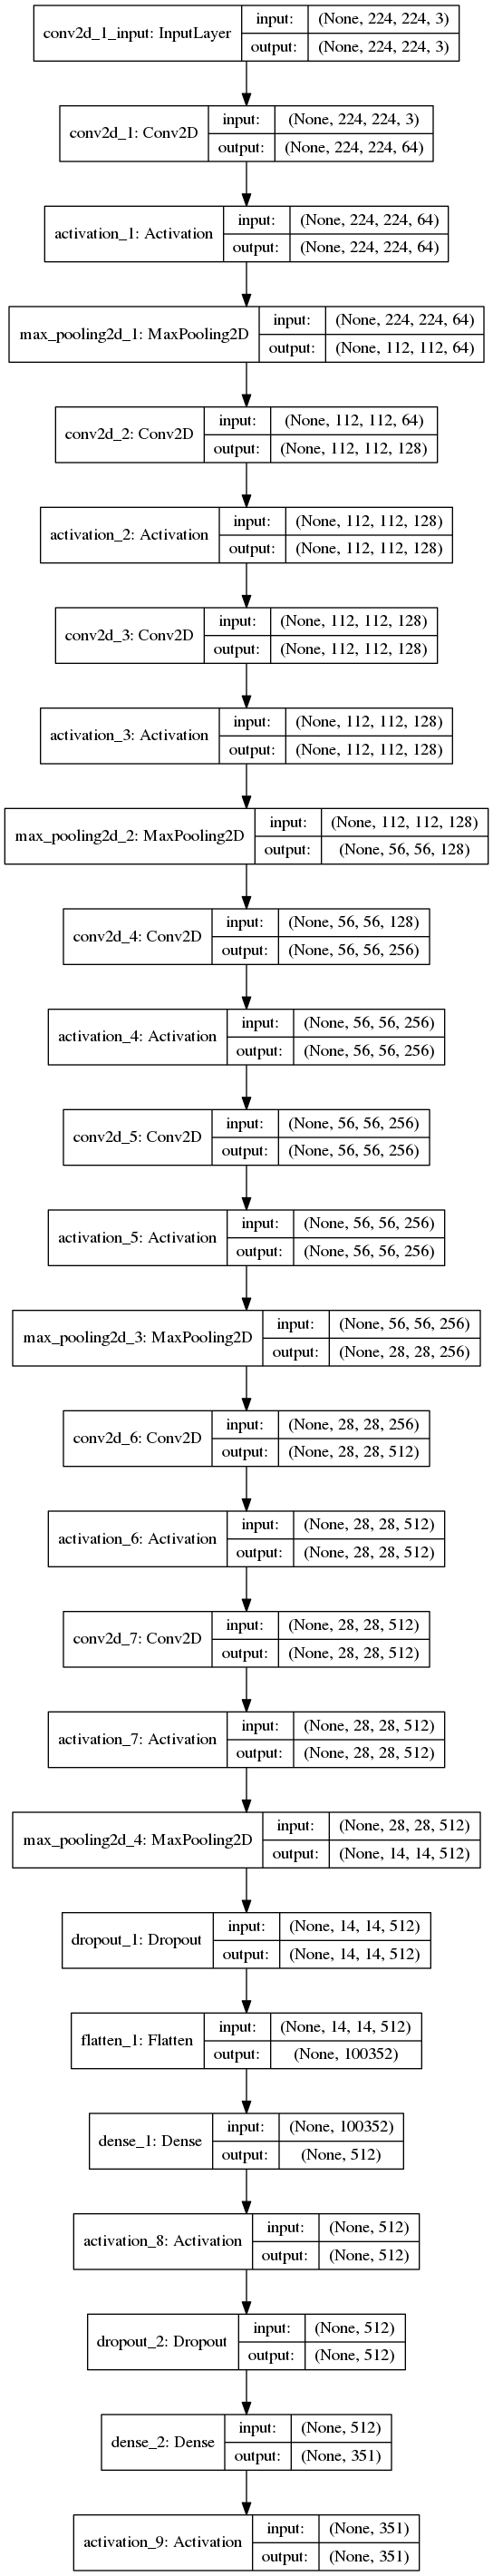 conv2d_1_input: InputLayer
input: (None, 224, 224, 3)
output: (None, 224, 224, 3)
conv2d_1: Conv2D
input: (None, 224, 224, 3)
output: (None, 224, 224, 64)
activation_1: Activation
input: (None, 224, 224, 64)
output: (None, 224, 224, 64)
max_pooling2d_1: MaxPooling2D
input: (None, 224, 224, 64)
output: (None, 112, 112, 64)
conv2d_2: Conv2D
input: (None, 112, 112, 64)
output: (None, 112, 112, 128)
activation_2: Activation
input: (None, 112, 112, 128)
output: (None, 112, 112, 128)
conv2d_3: Conv2D
input: (None, 112, 112, 128)
output: (None, 112, 112, 128)
activation_3: Activation
input: (None, 112, 112, 128)
output: (None, 112, 112, 128)
max_pooling2d_2: MaxPooling2D
input: (None, 112, 112, 128)
output: (None, 56, 56, 128)
conv2d_4: Conv2D
input: (None, 56, 56, 128)
output: (None, 56, 56, 256)
activation_4: Activation
input: (None, 56, 56, 256)
output: (None, 56, 56, 256)
conv2d_5: Conv2D
input: (None, 56, 56, 256)
output: (None, 56, 56, 256)
activation_5: Activation
input: (None, 56, 56, 256)
output: (None, 56, 56, 256)
max_pooling2d_3: MaxPooling2D
input: (None, 56, 56, 256)
output: (None, 28, 28, 256)
conv2d_6: Conv2D
input: (None, 28, 28, 256)
output: (None, 28, 28, 512)
activation_6: Activation
input: (None, 28, 28, 512)
output: (None, 28, 28, 512)
conv2d_7: Conv2D
input: (None, 28, 28, 512)
output: (None, 28, 28, 512)
activation_7: Activation
input: (None, 28, 28, 512)
output: (None, 28, 28, 512)
max_pooling2d_4: MaxPooling2D
input: (None, 28, 28, 512)
output: (None, 14, 14, 512)
dropout_1: Dropout
input: (None, 14, 14, 512)
output: (None, 14, 14, 512)
flatten_1: Flatten
input: (None, 14, 14, 512)
output: (None, 100352)
dense_1: Dense
input: (None, 100352)
output: (None, 512)
activation_8: Activation
input: (None, 512)
output: (None, 512)
dropout_2: Dropout
input: (None, 512)
output: (None, 512)
dense_2: Dense
input: (None, 512)
output: (None, 351)
activation_9: Activation
input: (None, 351)
output: (None, 351)